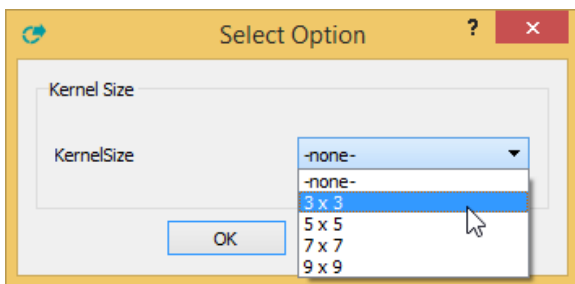 Select Option
?
×
Kernel Size
KernelSize
-none-
-none-
3 x 3
5 x 5
OK
7 x 7
9 x 9